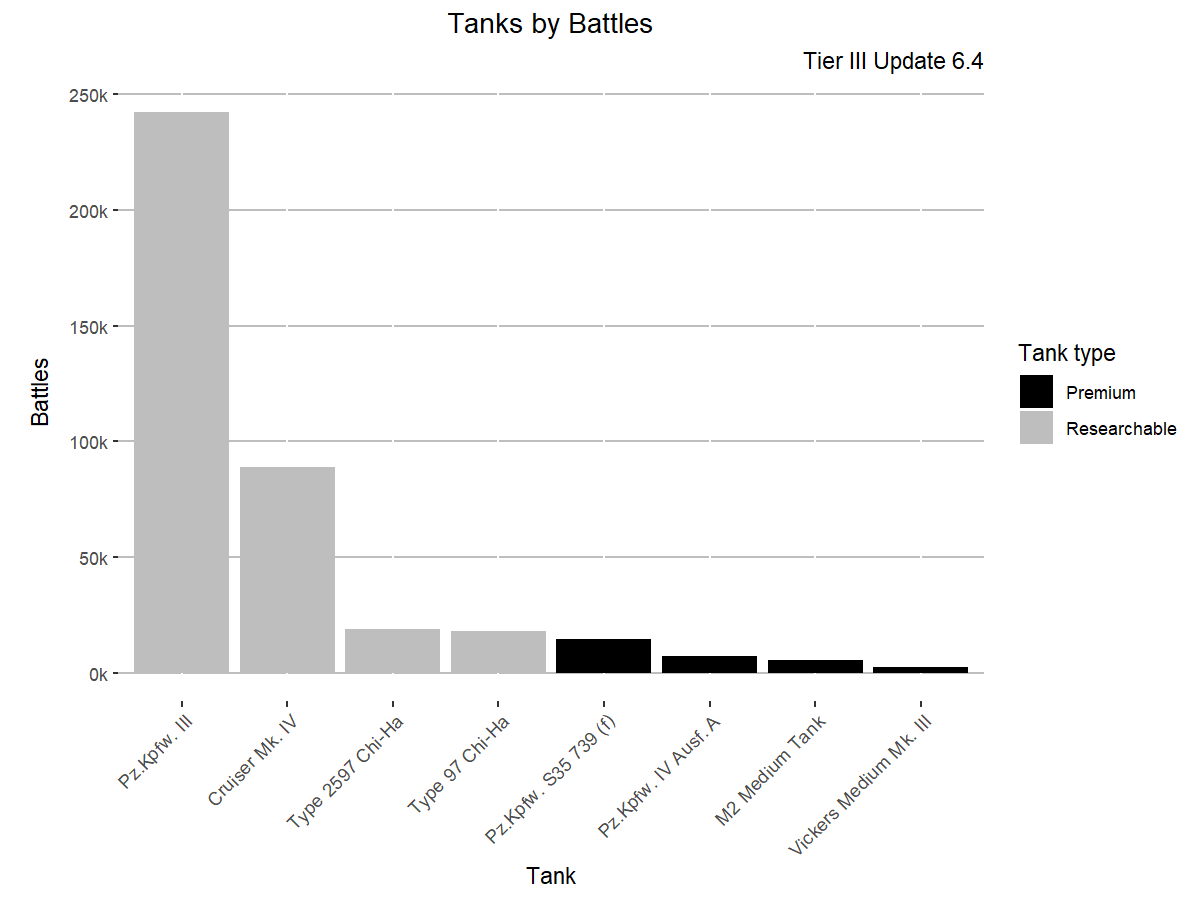 Tanks by Battles
Tier III Update 6.4
250k
200k
150k
100k
50k
0k
Battles
Pz.Kpfw. III
Cruiser Mk. IV
Type 2597 Chi-Ha
Type 97 Chi-Ha
Pz.Kpfw. S35 739 (f)
Pz.Kpfw. IV Ausf. A
M2 Medium Tank
Vickers Medium Mk. III
Tank
Tank type
Premium
Researchable